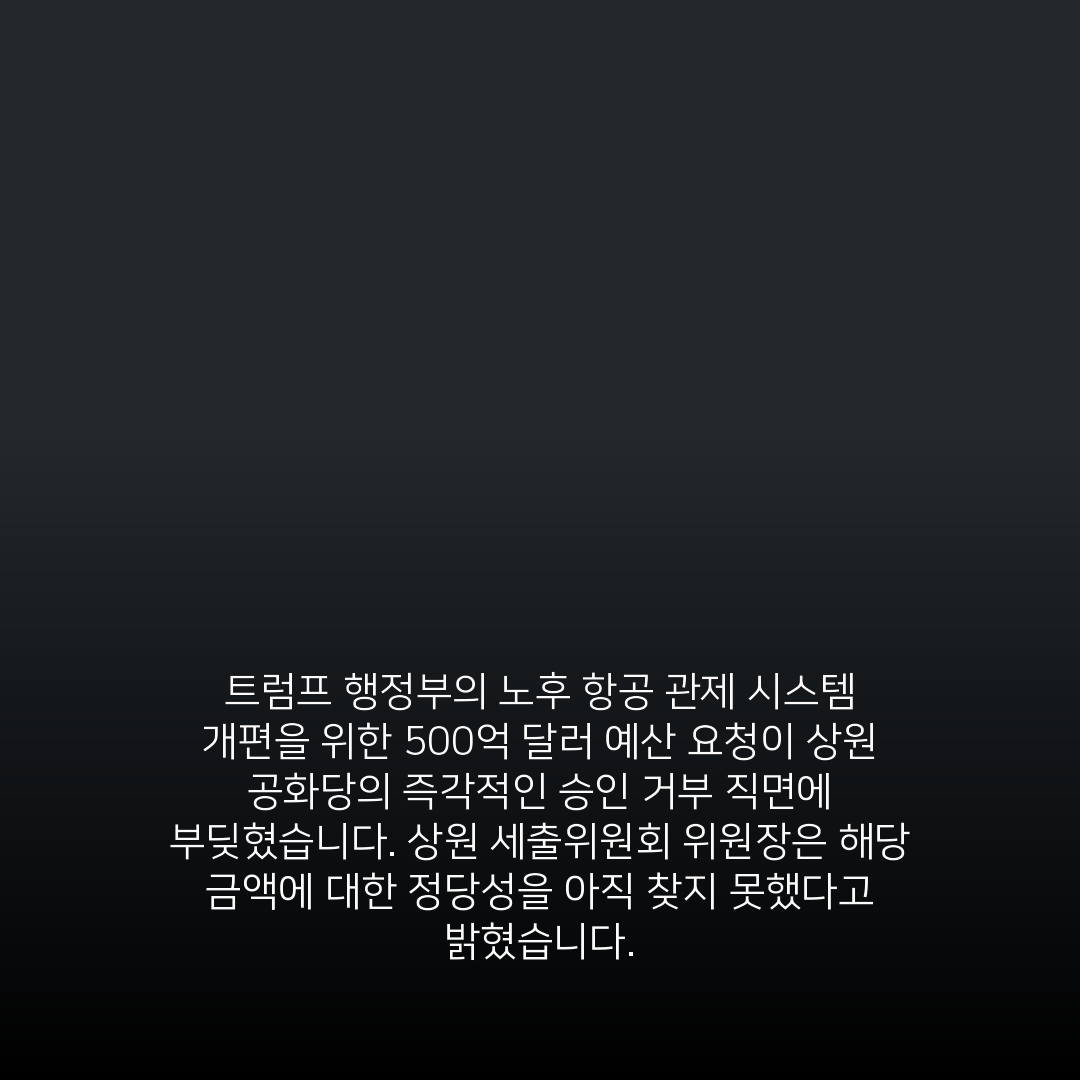 트럼프 행정부의 노후 항공 관제 시스템
개편을 위한 500억 달러 예산 요청이 상원
공화당의 즉각적인 승인 거부 직면에
부딪혔습니다. 상원 세출위원회 위원장은 해당
금액에 대한 정당성을 아직 찾지 못했다고
밝혔습니다.